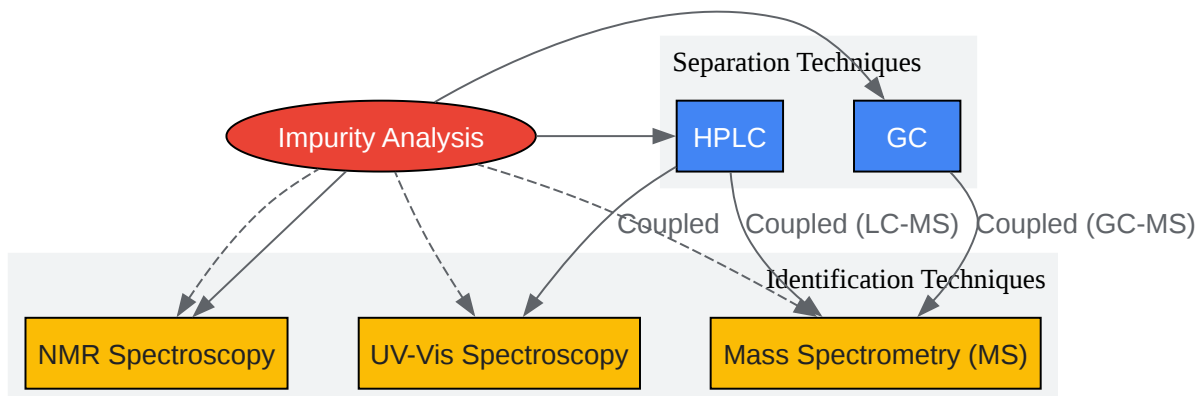 Separation Techniques
Impurity Analysis
HPLC
GC
Coupled
Coupled (LC-MS)
Coupled (GC-MS)
Identification Techniques
NMR Spectroscopy
UV-Vis Spectroscopy
Mass Spectrometry (MS)